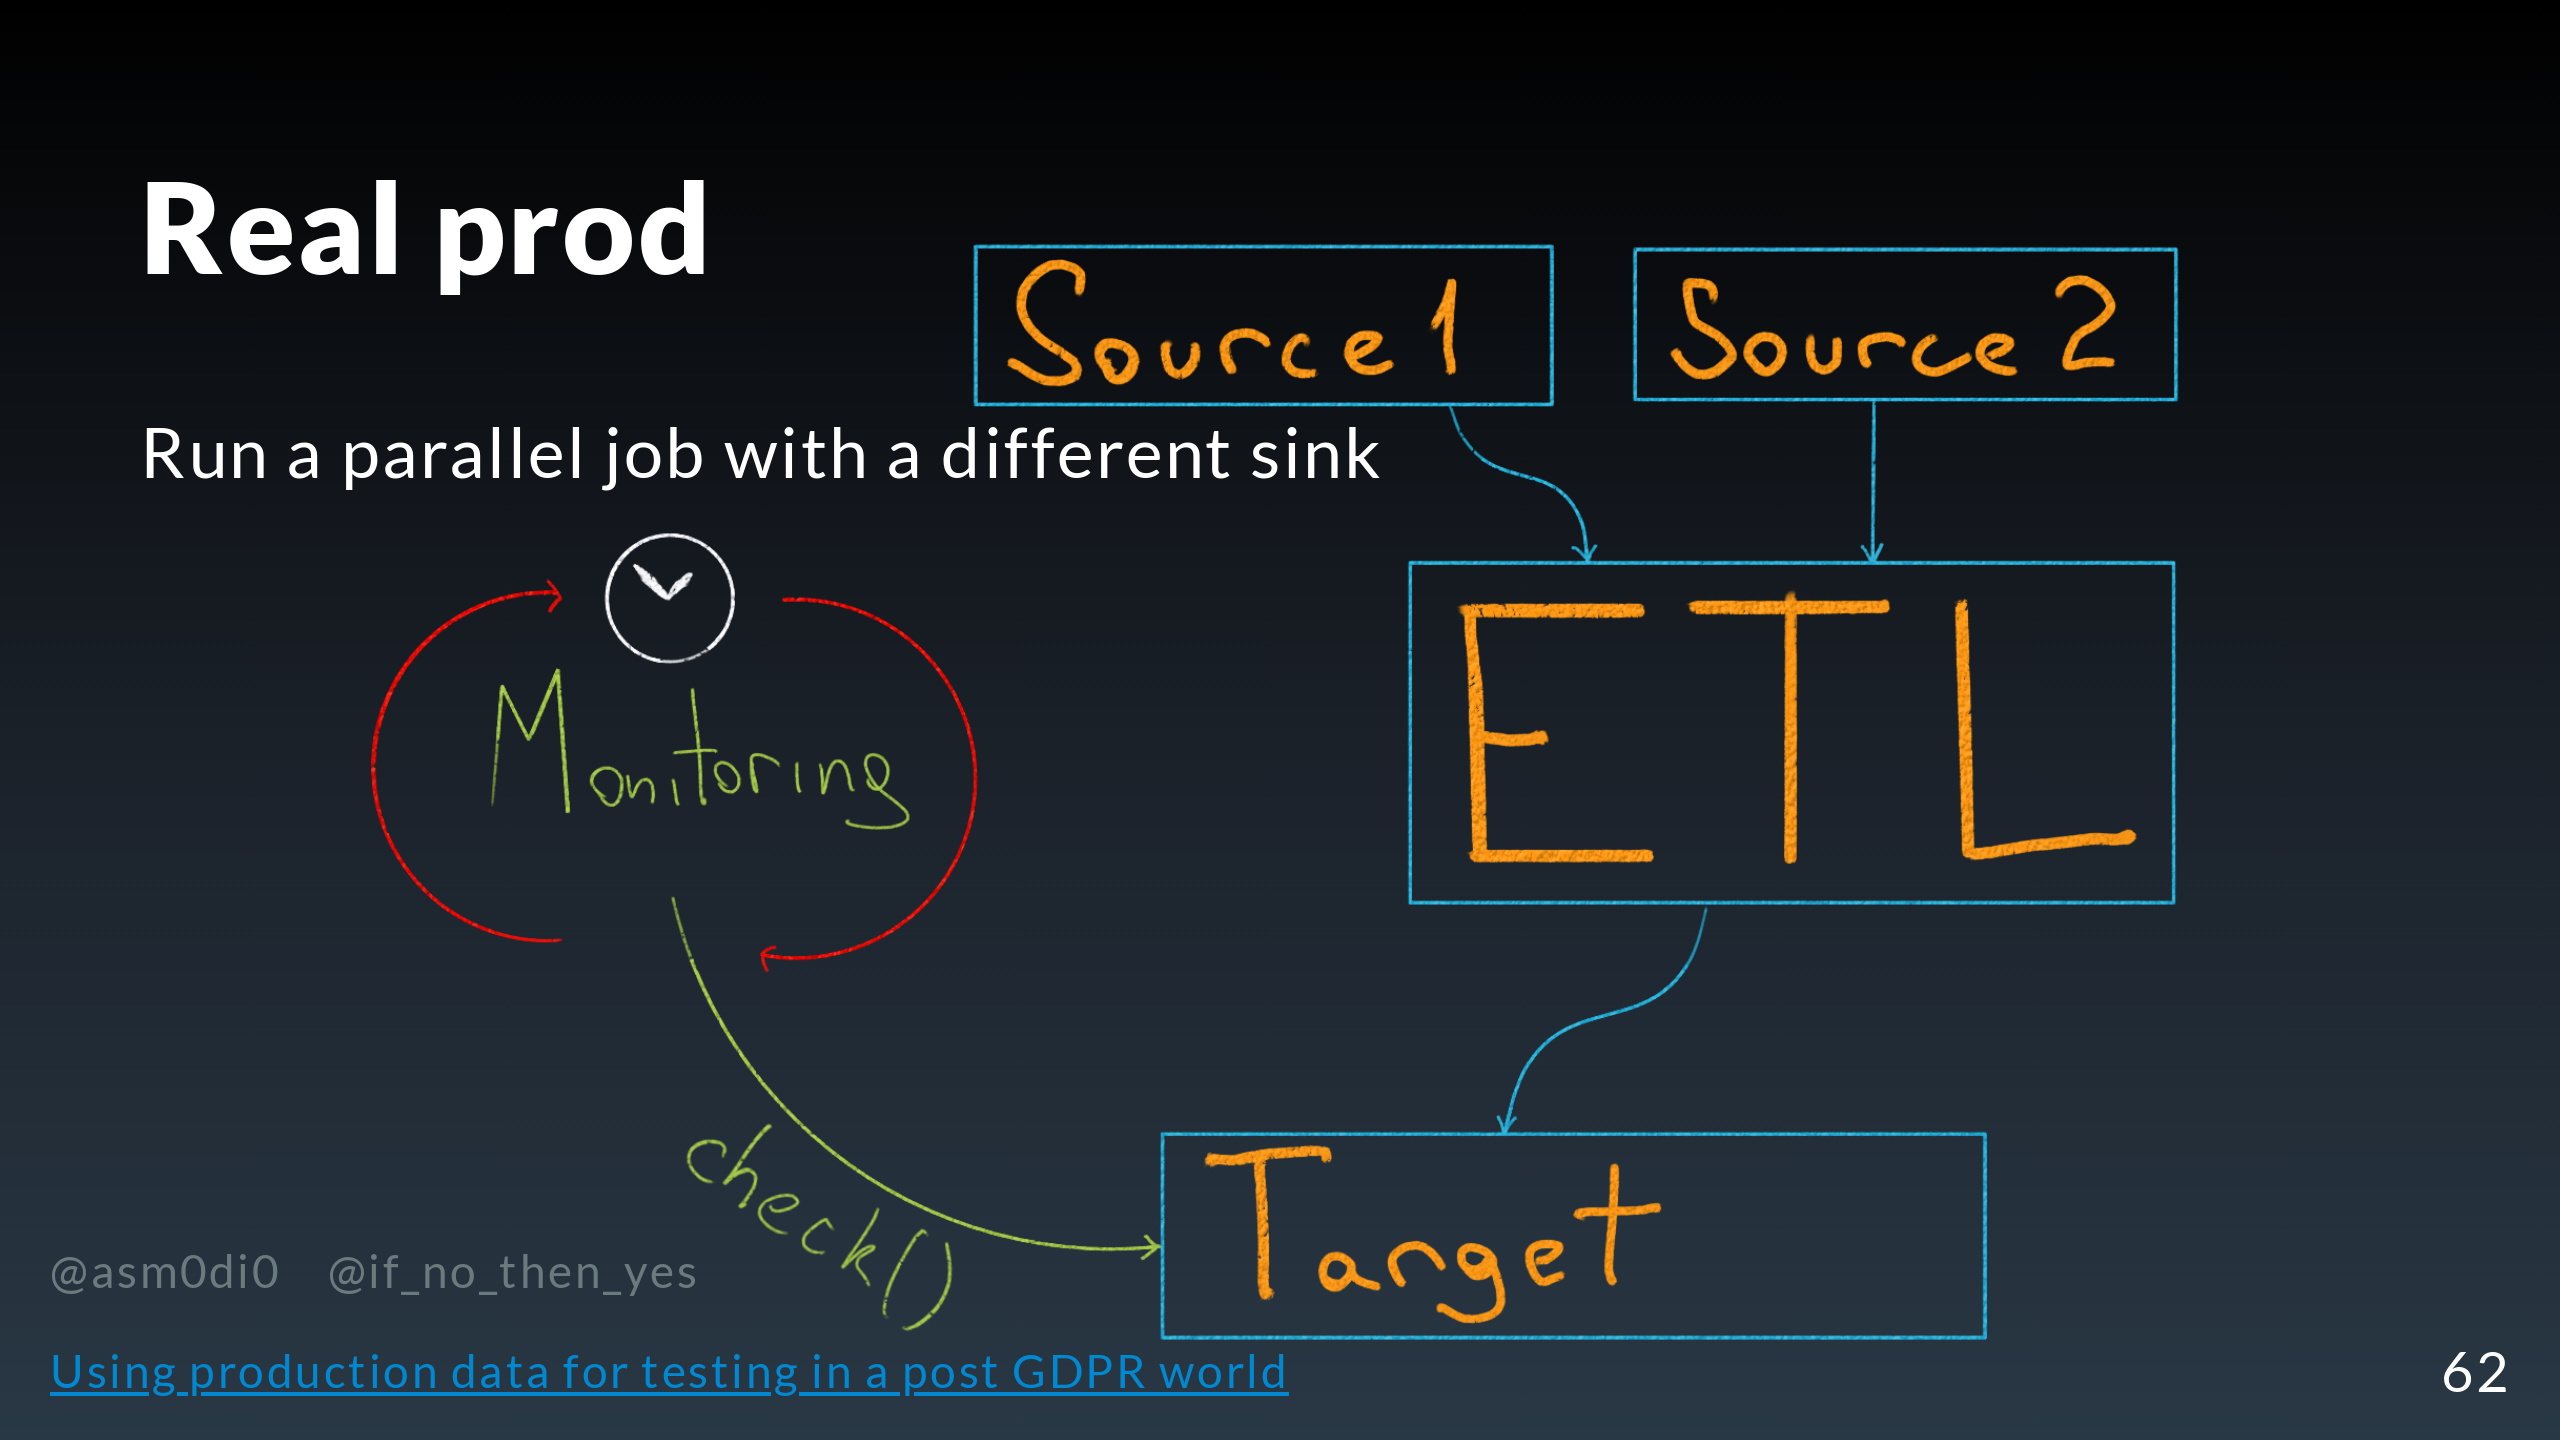 Real prod
Source 1
Source 2
Run a parallel job with a different sink
ETL
Monitoring
check()
Target
@asm0di0 @if_no_then_yes
Using production data for testing in a post GDPR world
62